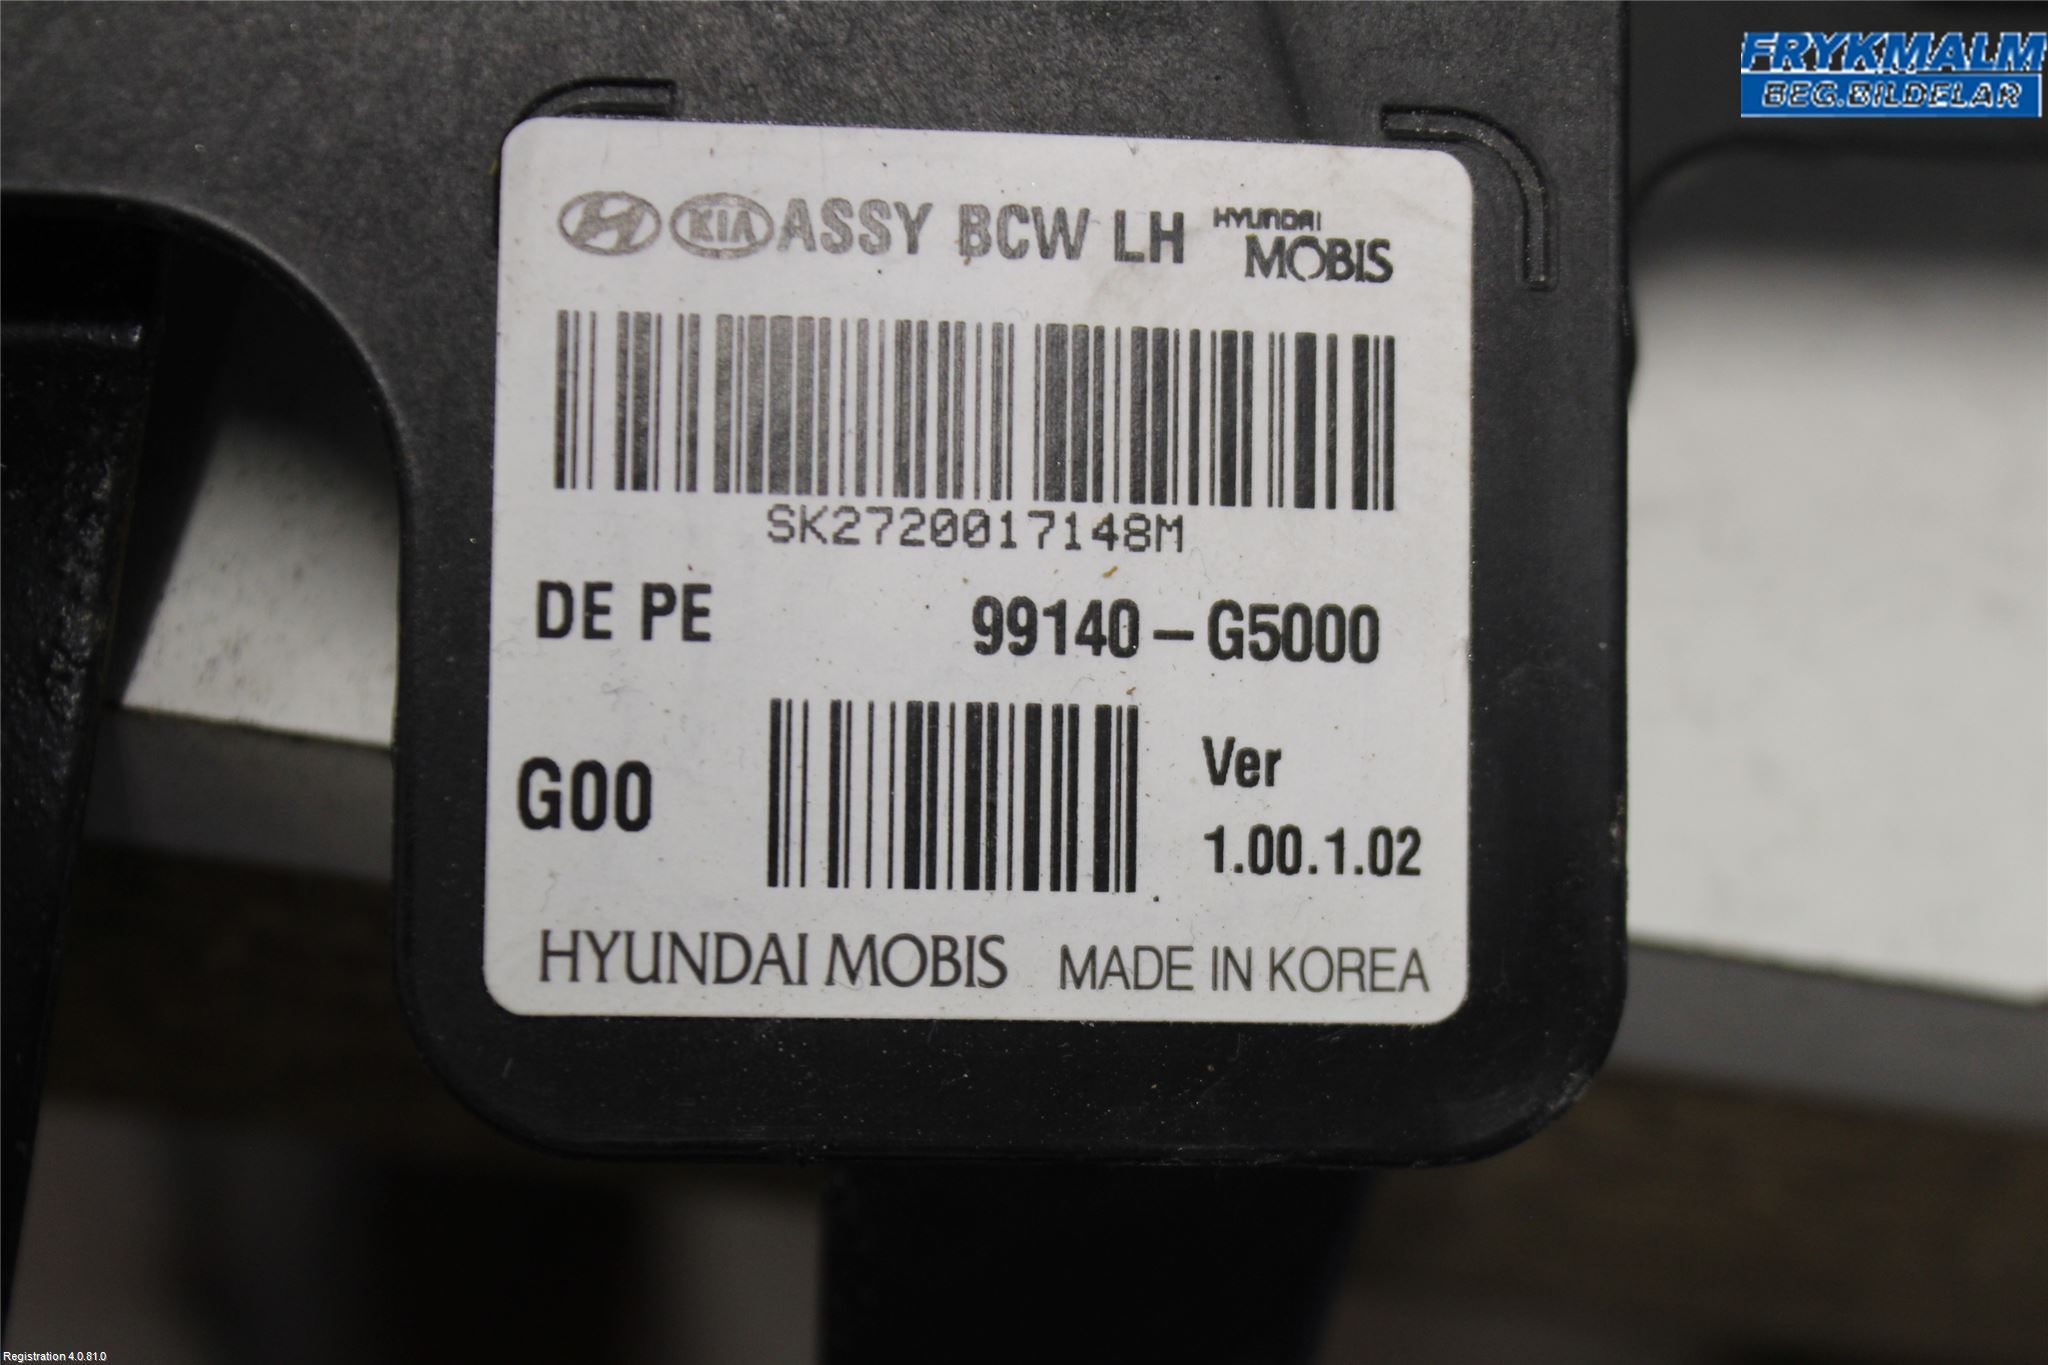 FRYKMALM
BEG.BILDELAR
KIA ASSY BCW LH HYUNDAI
MOBIS
SK2720017148M
DE PE 99140-G5000
G00
Ver
1.00.1.02
HYUNDAI MOBIS MADE IN KOREA
Registration 4.0.81.0